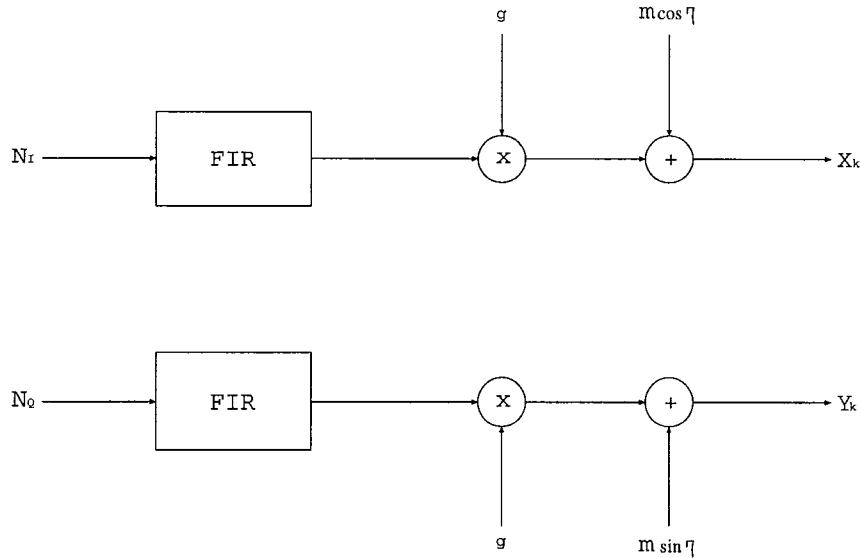 g
m cos η
N_I
FIR
X
+
X_k
N_Q
FIR
X
+
Y_k
g
m sin η